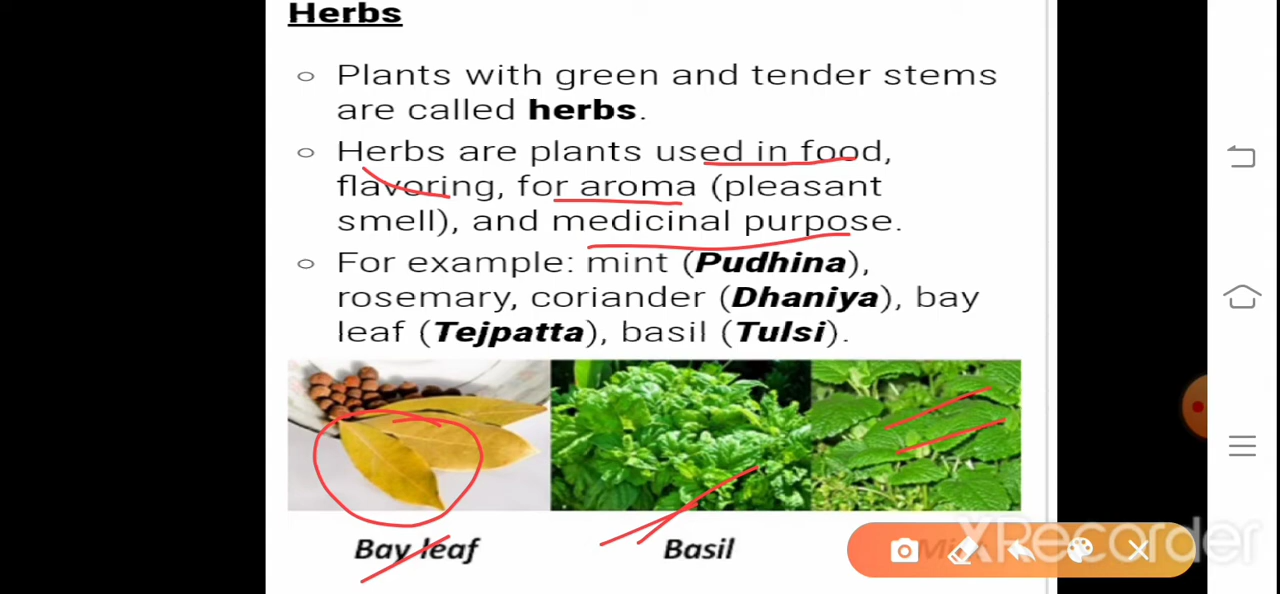 Herbs
Plants with green and tender stems
are called herbs.
Herbs are plants used in food,
flavoring, for aroma (pleasant
smell), and medicinal purpose.
For example: mint (Pudhina),
rosemary, coriander (Dhaniya), bay
leaf (Tejpatta), basil (Tulsi).
Bay leaf Basil Mint
XRecorder